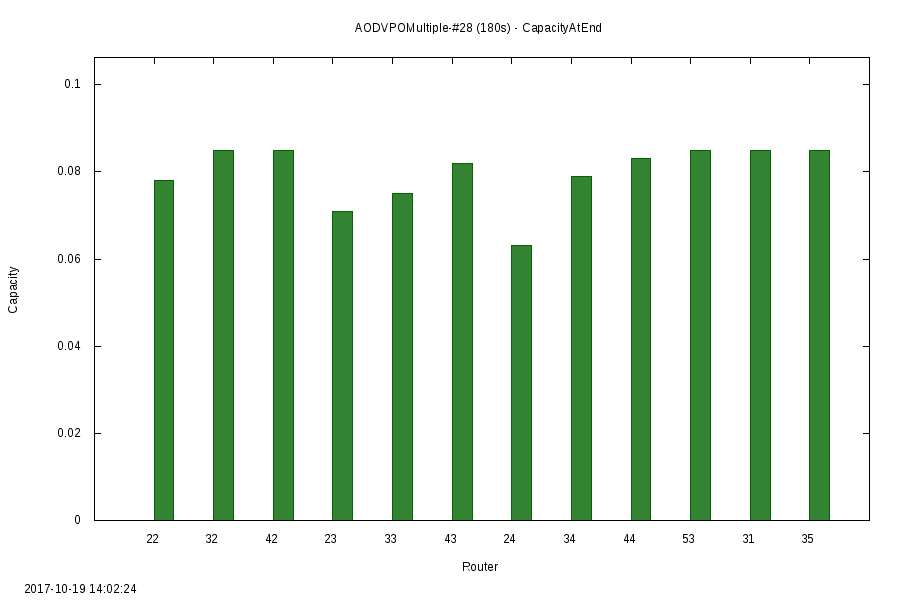 AODVPOMultiple-#28 (180s) - CapacityAtEnd
0.1
0.08
0.06
0.04
0.02
0
Capacity
22 32 42 23 33 43 24 34 44 53 31 35
Router
2017-10-19 14:02:24